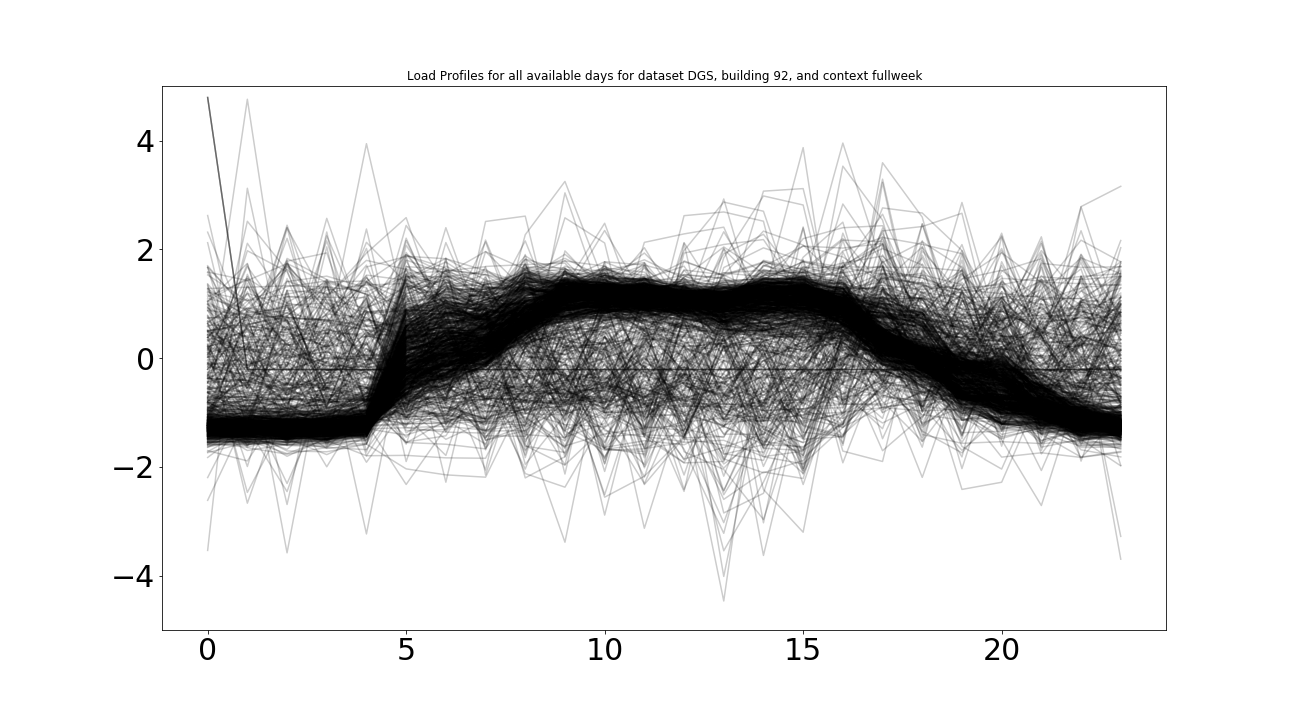 Load Profiles for all available days for dataset DGS, building 92, and context fullweek
4
2
0
−2
−4
0 5 10 15 20